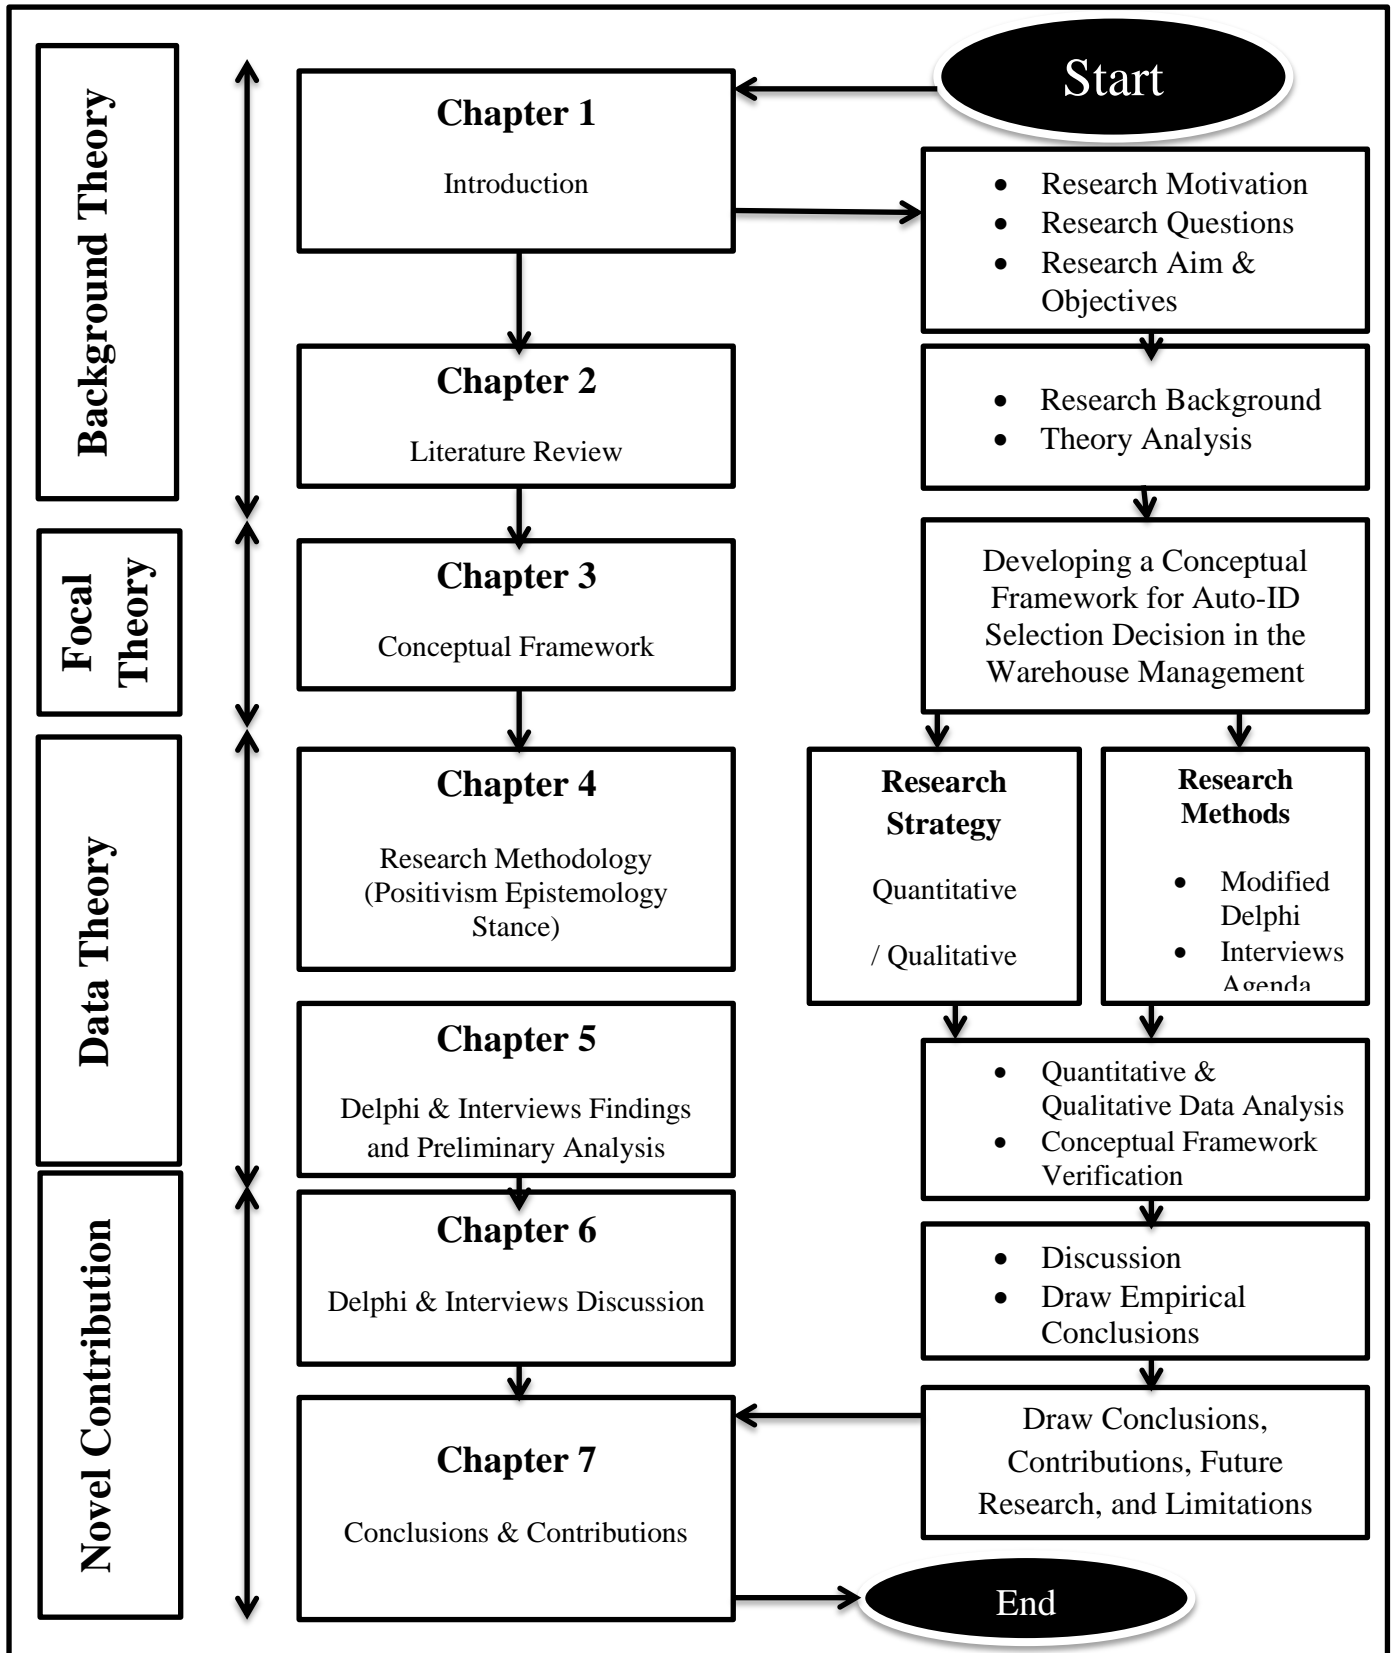 Start
Background Theory
Chapter 1
Introduction
• Research Motivation
• Research Questions
• Research Aim &
Objectives
Chapter 2
Literature Review
• Research Background
• Theory Analysis
Focal
Theory
Chapter 3
Conceptual Framework
Developing a Conceptual
Framework for Auto-ID
Selection Decision in the
Warehouse Management
Data Theory
Chapter 4
Research Methodology
(Positivism Epistemology
Stance)
Research
Strategy
Quantitative
/ Qualitative
Research
Methods
• Modified
Delphi
• Interviews
Agenda
Chapter 5
Delphi & Interviews Findings
and Preliminary Analysis
• Quantitative &
Qualitative Data Analysis
• Conceptual Framework
Verification
Novel Contribution
Chapter 6
Delphi & Interviews Discussion
• Discussion
• Draw Empirical
Conclusions
Chapter 7
Conclusions & Contributions
Draw Conclusions,
Contributions, Future
Research, and Limitations
End